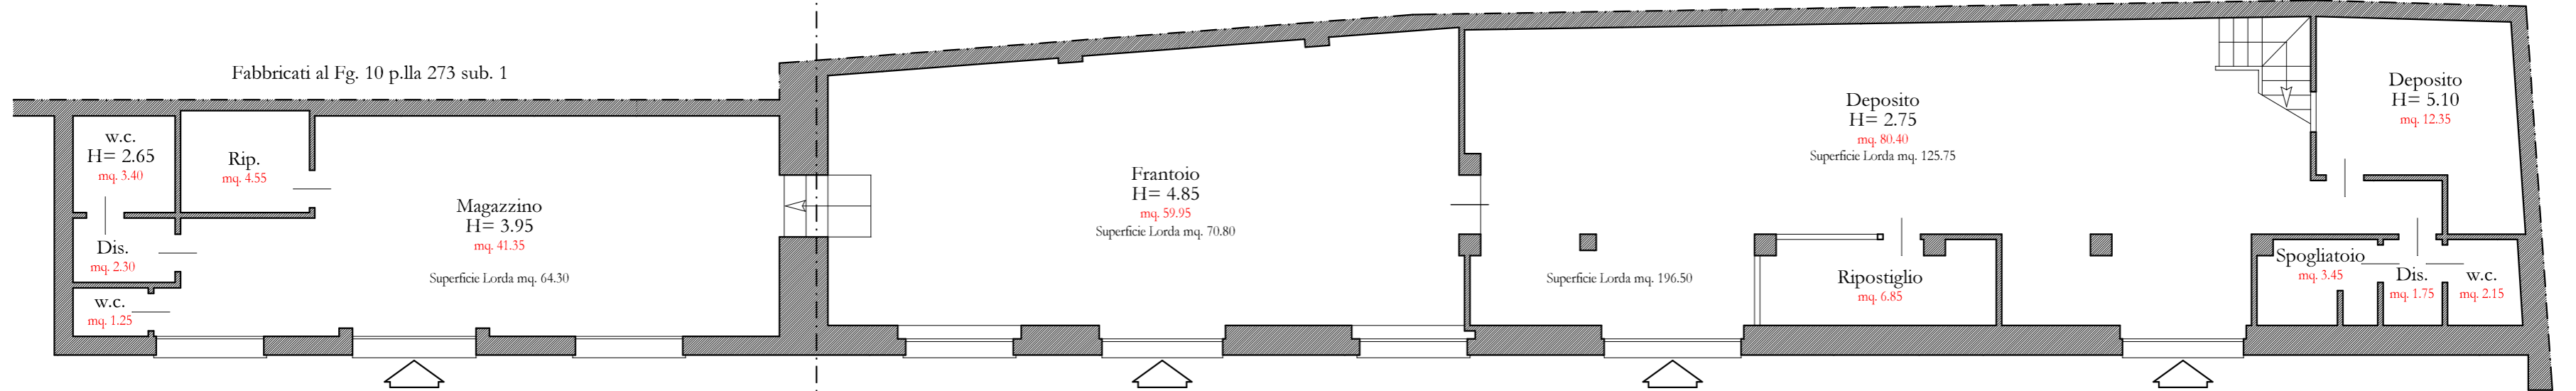 Fabbricati al Fg. 10 p.lla 273 sub. 1
w.c.
H= 2.65
mq. 3.40
Rip.
mq. 4.55
Dis.
mq. 2.30
w.c.
mq. 1.25
Magazzino
H= 3.95
mq. 41.35
Superficie Lorda mq. 64.30
Frantoio
H= 4.85
mq. 59.95
Superficie Lorda mq. 70.80
Deposito
H= 2.75
mq. 80.40
Superficie Lorda mq. 125.75
Superficie Lorda mq. 196.50
Ripostiglio
mq. 6.85
Deposito
H= 5.10
mq. 12.35
Spogliatoio
mq. 3.45
Dis.
mq. 1.75
w.c.
mq. 2.15